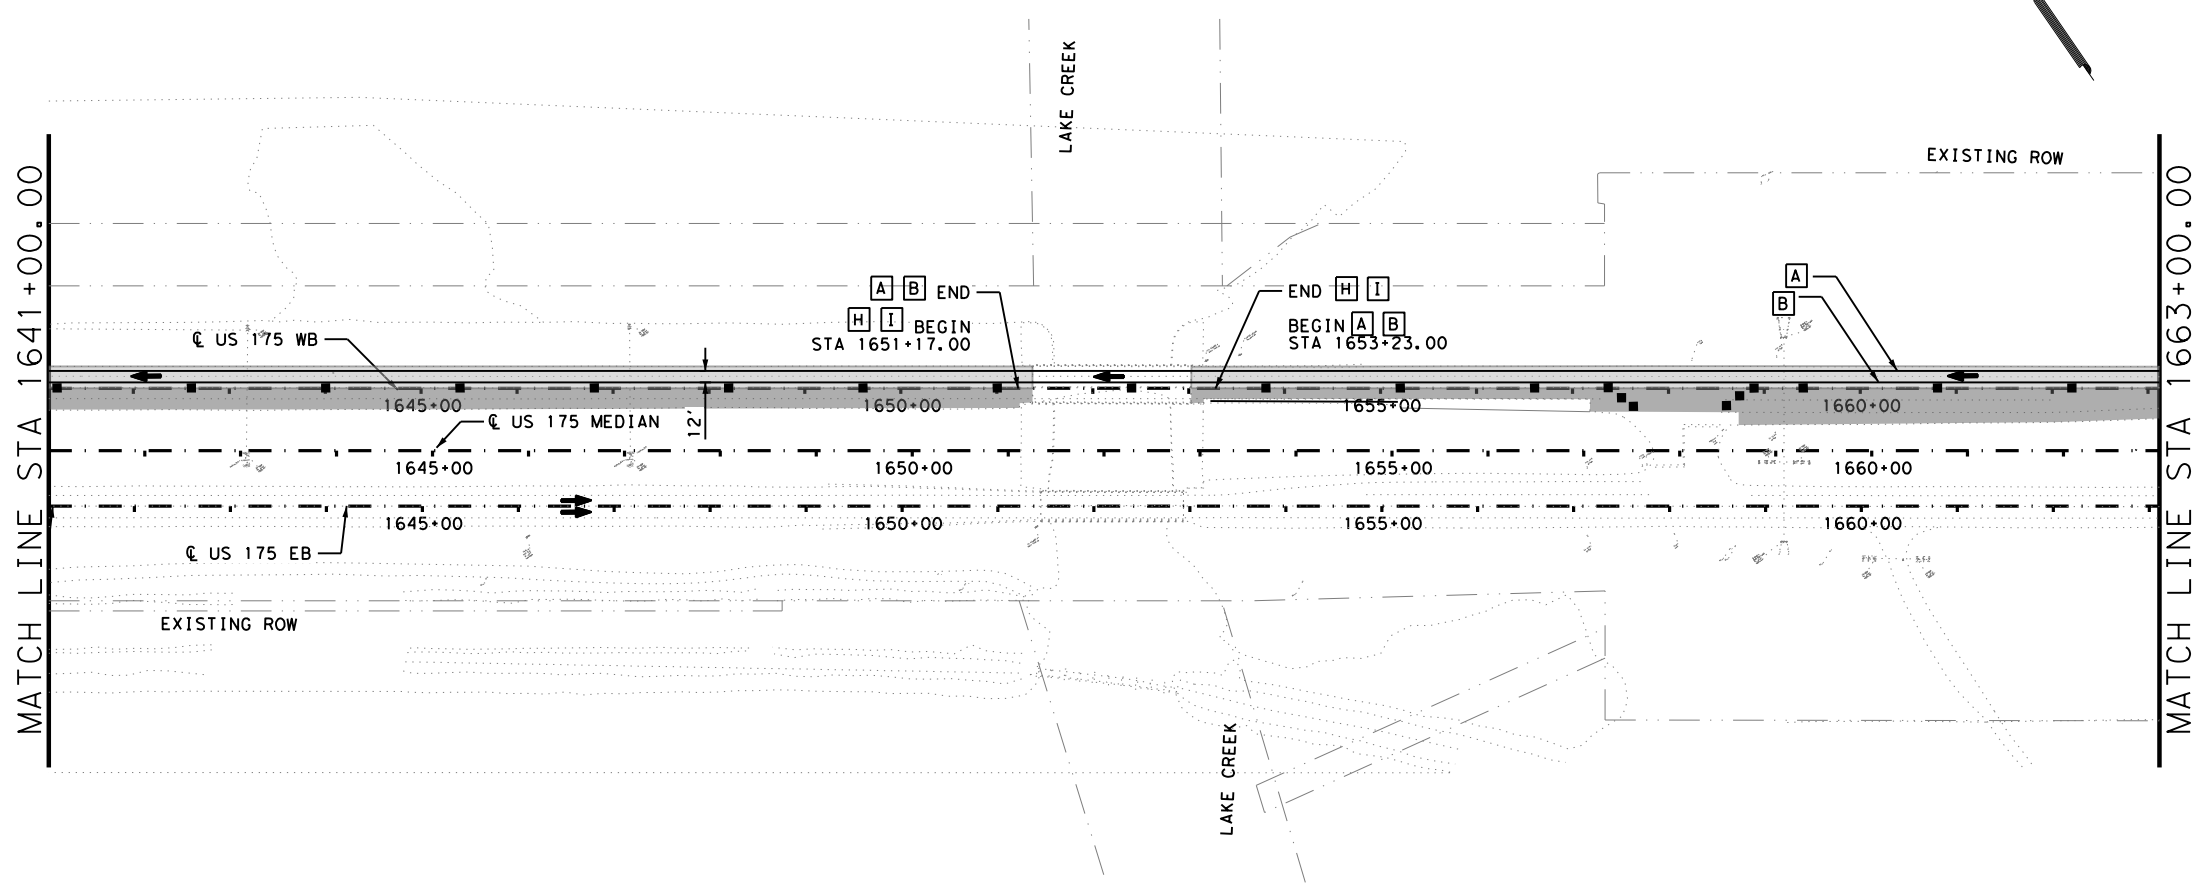 MATCH LINE STA 1641+00.00
LAKE CREEK
EXISTING ROW
A B END
H I BEGIN
STA 1651+17.00
END H I
BEGIN A B
STA 1653+23.00
A
B
℄ US 175 WB
1645+00
1650+00
1655+00
1660+00
℄ US 175 MEDIAN
12'
1645+00
1650+00
1655+00
1660+00
1645+00
1650+00
1655+00
1660+00
℄ US 175 EB
EXISTING ROW
LAKE CREEK
MATCH LINE STA 1663+00.00